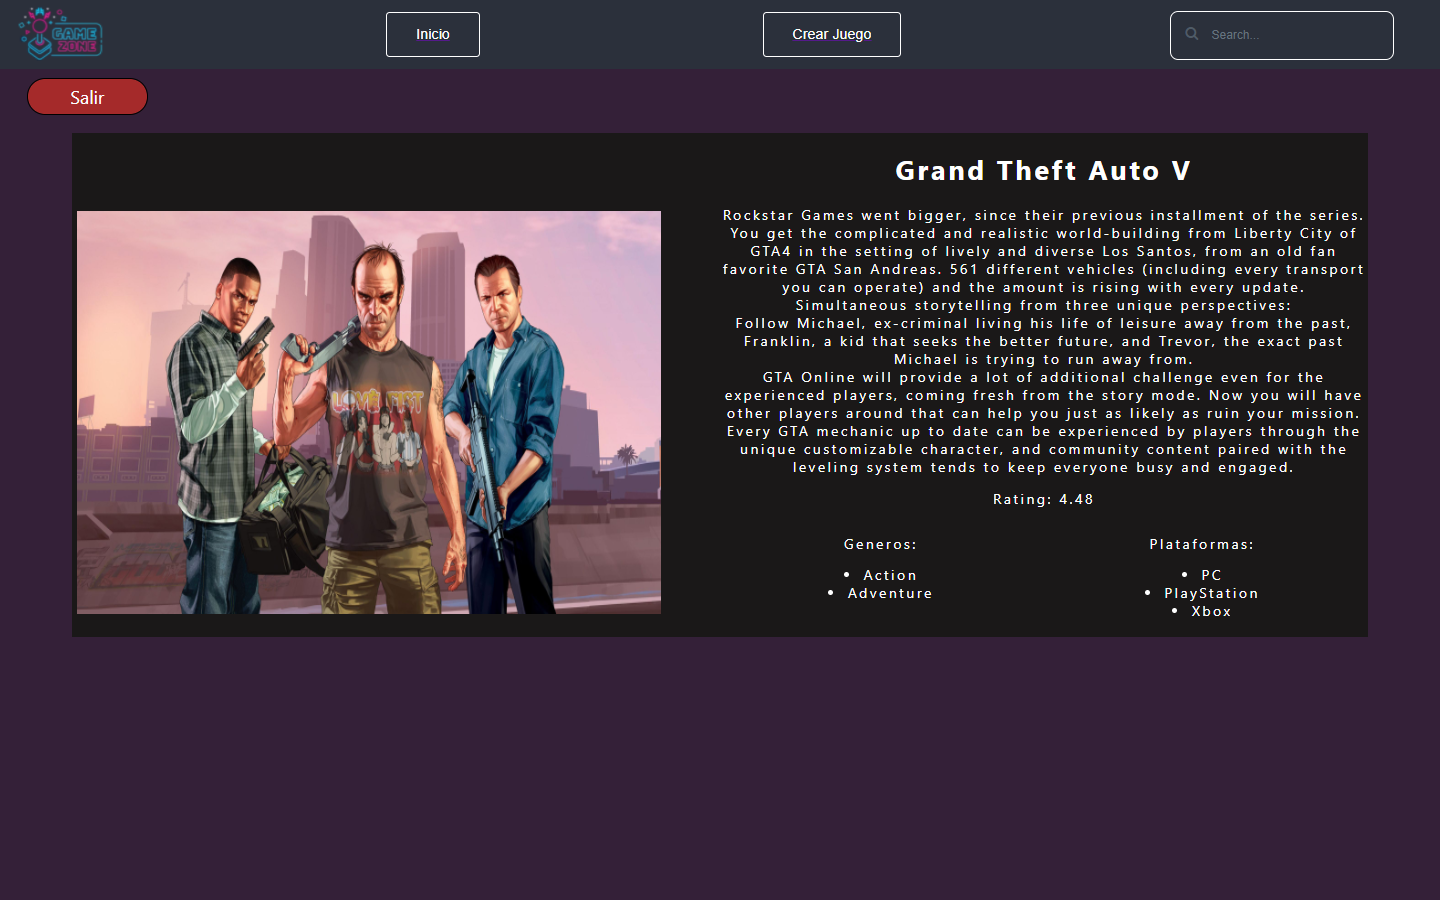 GAME
ZONE
Inicio
Crear Juego
Search...
Salir
Grand Theft Auto V
Rockstar Games went bigger, since their previous installment of the series.
You get the complicated and realistic world-building from Liberty City of
GTA4 in the setting of lively and diverse Los Santos, from an old fan
favorite GTA San Andreas. 561 different vehicles (including every transport
you can operate) and the amount is rising with every update.
Simultaneous storytelling from three unique perspectives:
Follow Michael, ex-criminal living his life of leisure away from the past,
Franklin, a kid that seeks the better future, and Trevor, the exact past
Michael is trying to run away from.
GTA Online will provide a lot of additional challenge even for the
experienced players, coming fresh from the story mode. Now you will have
other players around that can help you just as likely as ruin your mission.
Every GTA mechanic up to date can be experienced by players through the
unique customizable character, and community content paired with the
leveling system tends to keep everyone busy and engaged.
LOVE FIST
Rating: 4.48
Generos:
• Action
• Adventure
Plataformas:
• PC
• PlayStation
• Xbox